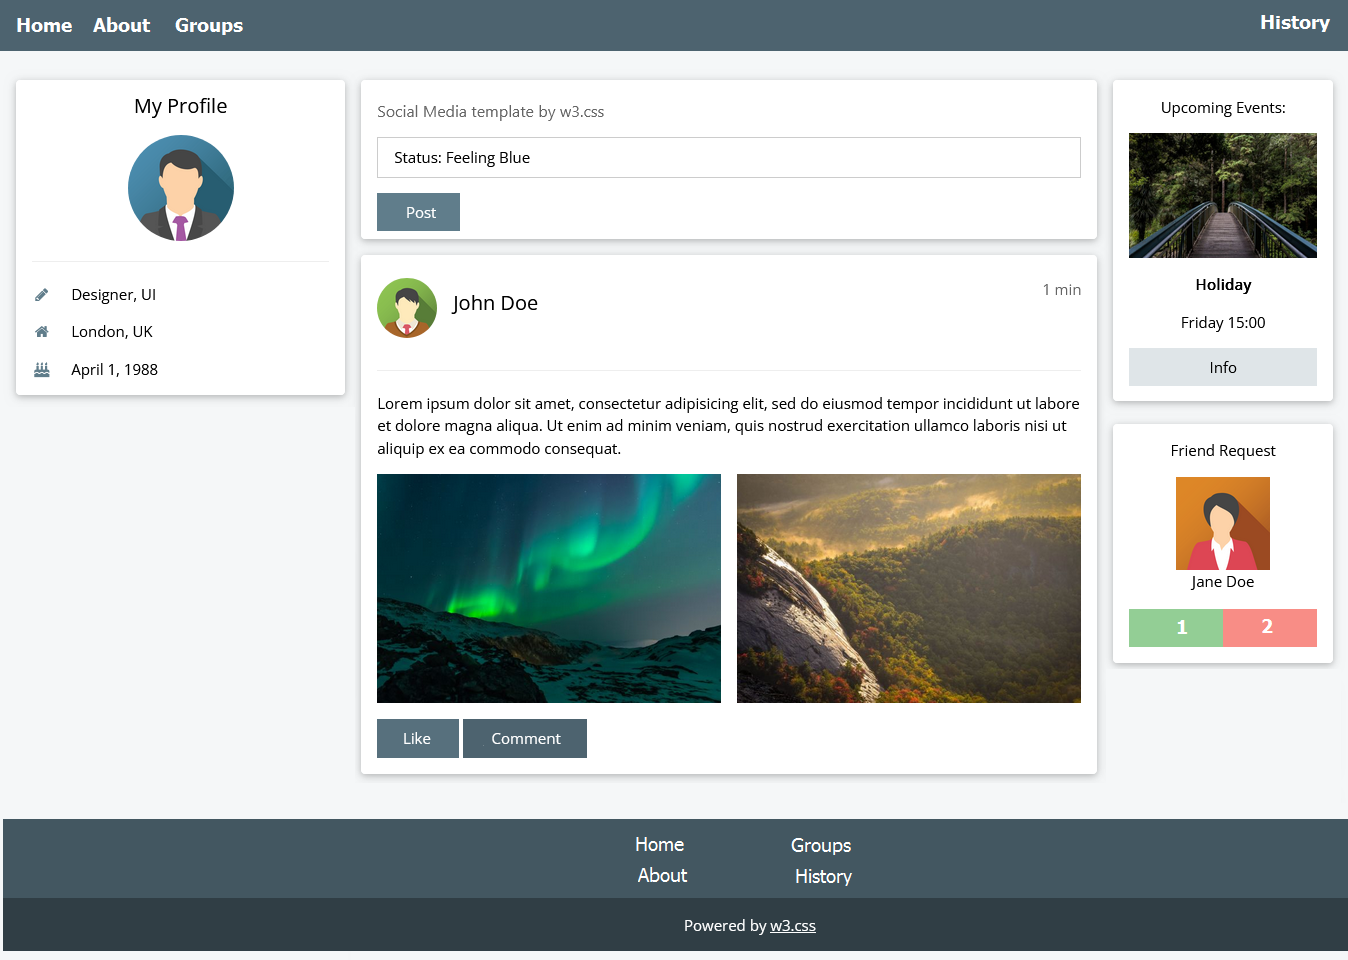 Home About Groups History
My Profile
Designer, UI
London, UK
April 1, 1988
Social Media template by w3.css
Status: Feeling Blue
Post
John Doe
1 min
Lorem ipsum dolor sit amet, consectetur adipisicing elit, sed do eiusmod tempor incididunt ut labore
et dolore magna aliqua. Ut enim ad minim veniam, quis nostrud exercitation ullamco laboris nisi ut
aliquip ex ea commodo consequat.
Like Comment
Upcoming Events:
Holiday
Friday 15:00
Info
Friend Request
Jane Doe
1 2
Home Groups
About History
Powered by w3.css